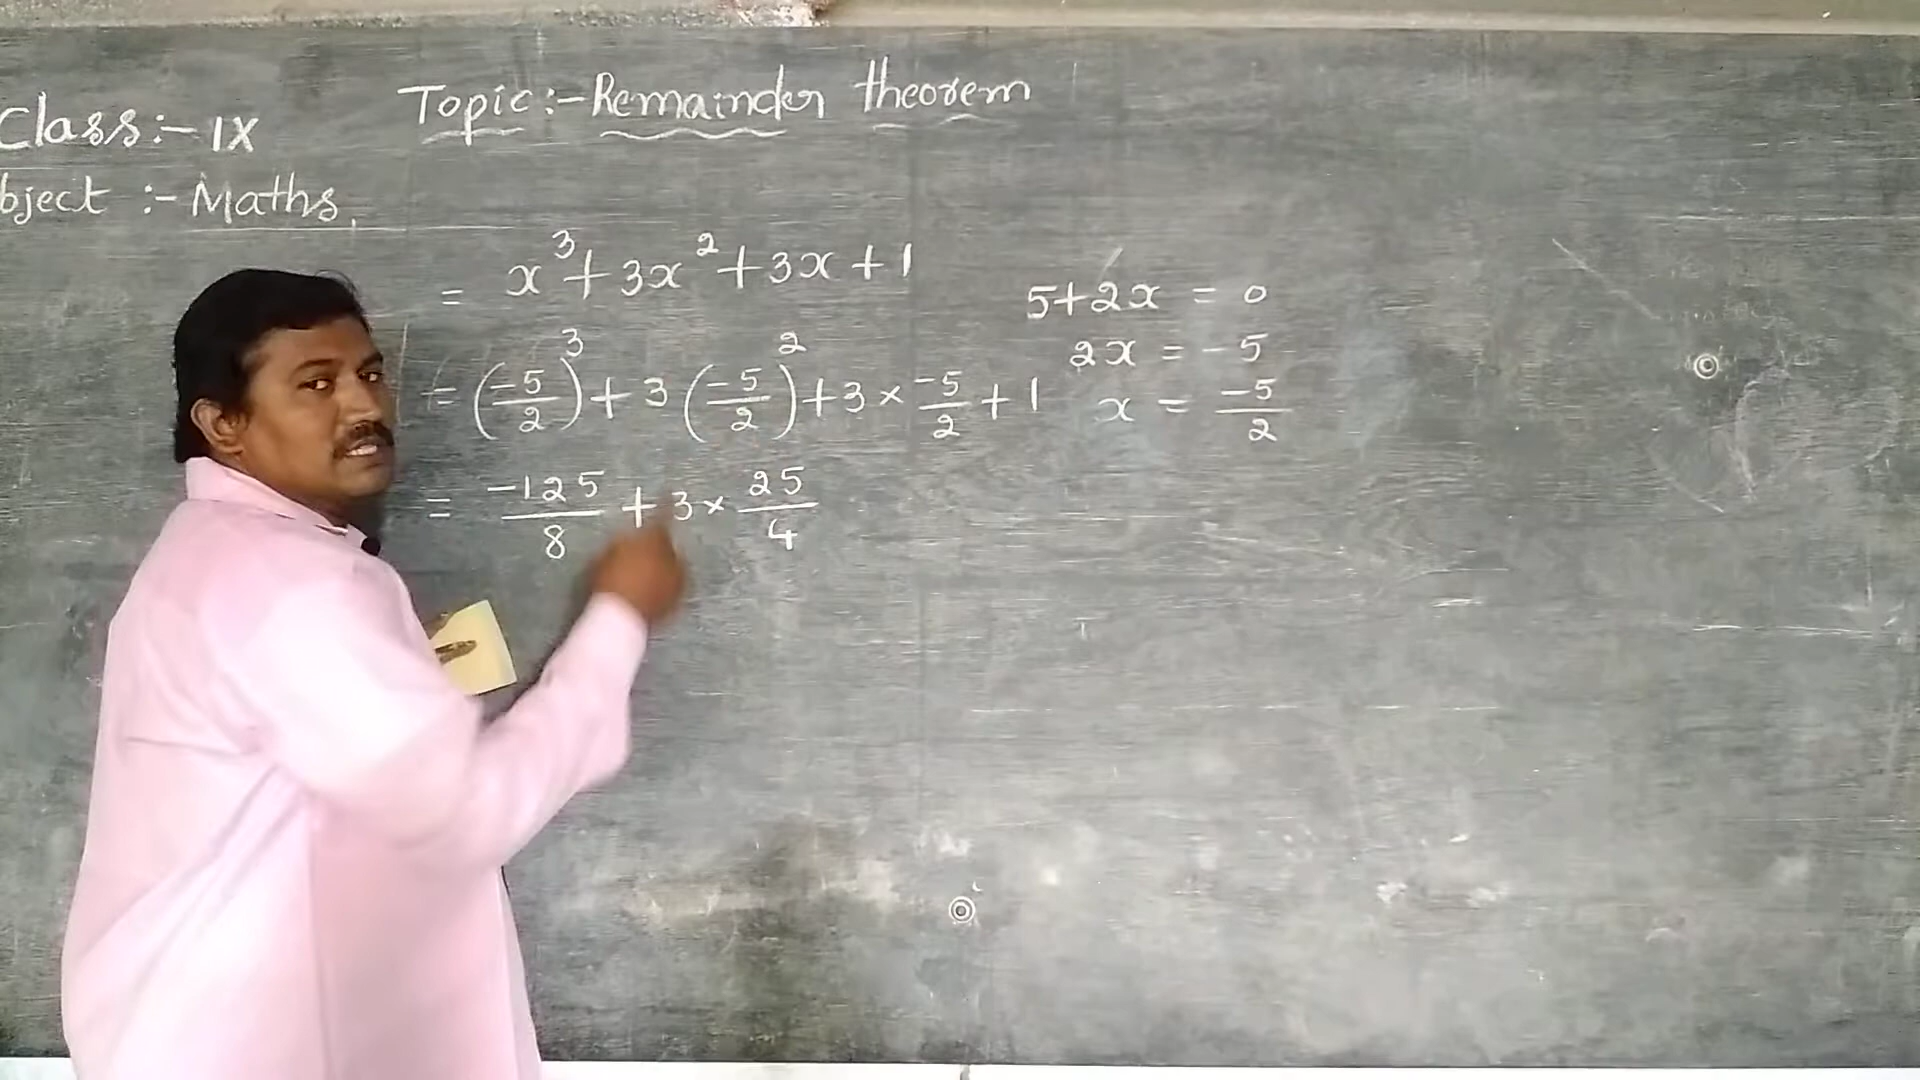 Class:- IX
Topic:- Remainder theorem
bject :- Maths.
= x³ + 3x² + 3x + 1
= (-5/2)³ + 3(-5/2)² + 3 × -5/2 + 1
= -125/8 + 3 × 25/4
5+2x = 0
2x = -5
x = -5/2